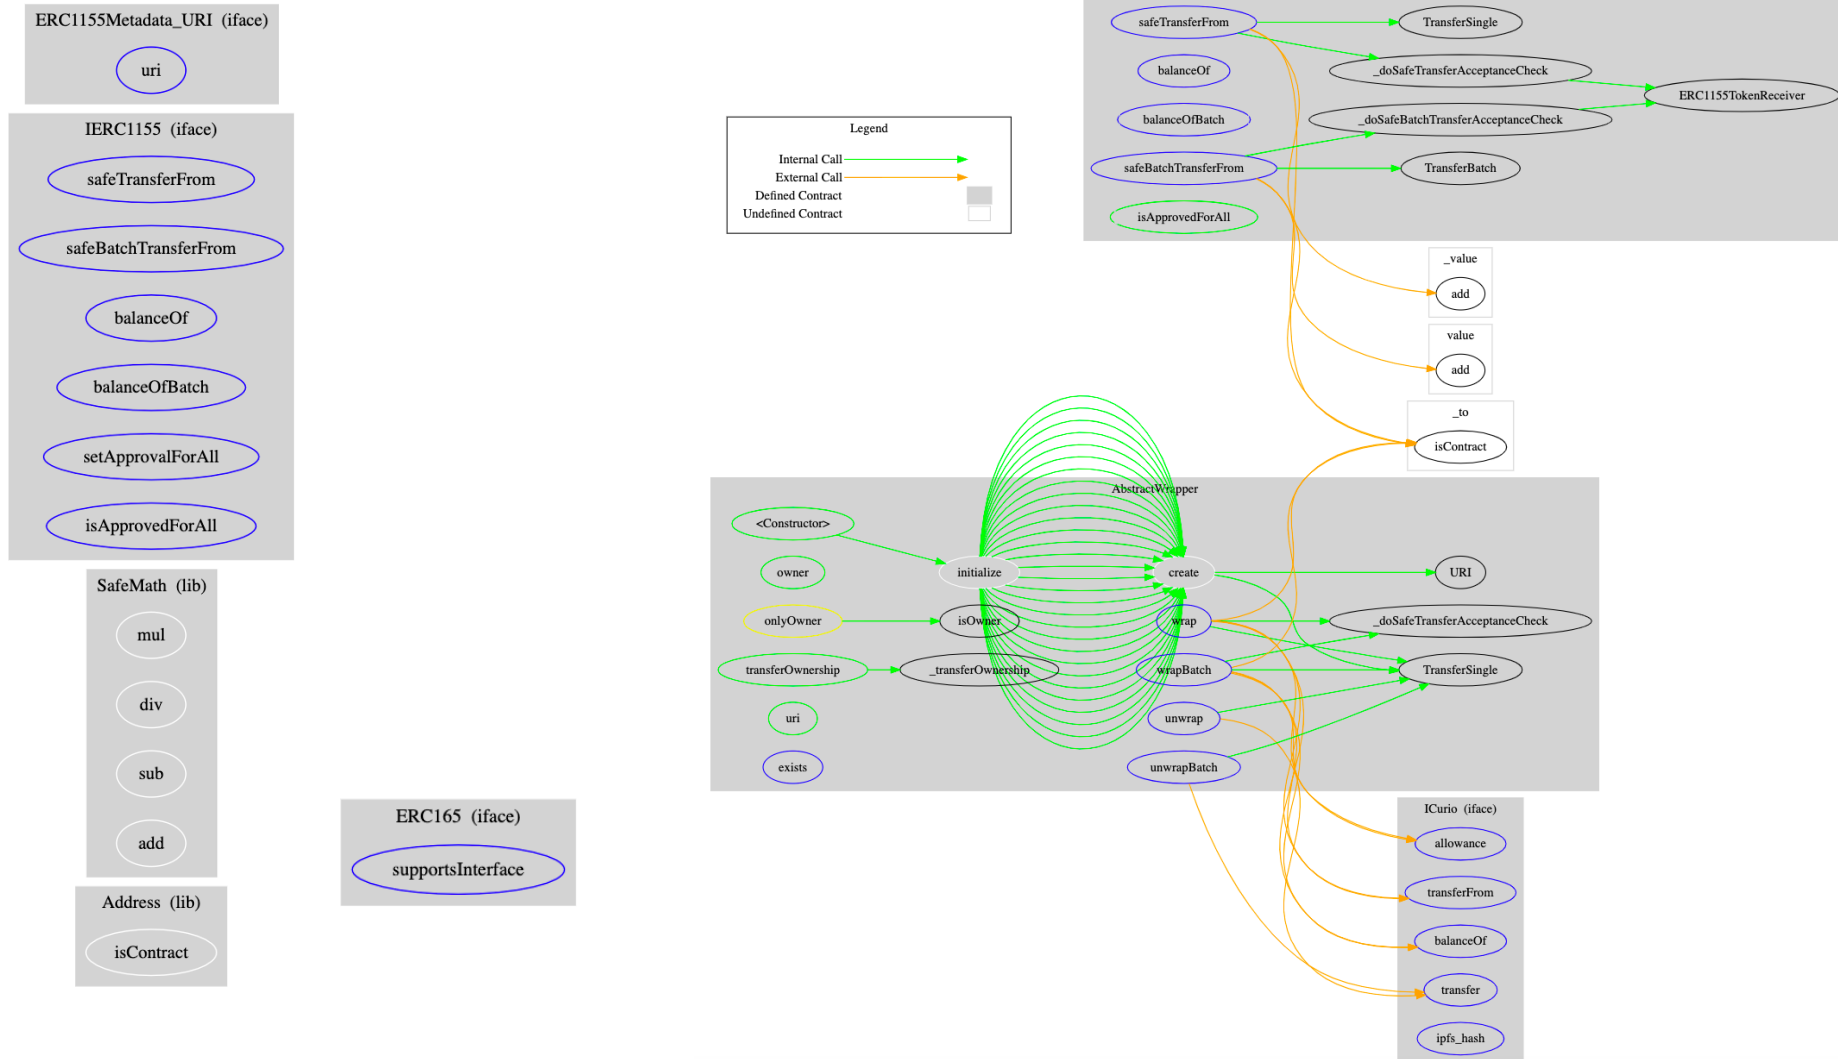 ERC1155Metadata_URI (iface)
uri
IERC1155 (iface)
safeTransferFrom
safeBatchTransferFrom
balanceOf
balanceOfBatch
setApprovalForAll
isApprovedForAll
SafeMath (lib)
mul
div
sub
add
Address (lib)
isContract
ERC165 (iface)
supportsInterface
Legend
Internal Call
External Call
Defined Contract
Undefined Contract
safeTransferFrom
TransferSingle
balanceOf
_doSafeTransferAcceptanceCheck
ERC1155TokenReceiver
balanceOfBatch
_doSafeBatchTransferAcceptanceCheck
safeBatchTransferFrom
TransferBatch
isApprovedForAll
_value
add
value
add
_to
isContract
AbstractWrapper
<Constructor>
owner
initialize
create
URI
onlyOwner
isOwner
wrap
_doSafeTransferAcceptanceCheck
transferOwnership
_transferOwnership
wrapBatch
TransferSingle
uri
unwrap
exists
unwrapBatch
ICurio (iface)
allowance
transferFrom
balanceOf
transfer
ipfs_hash